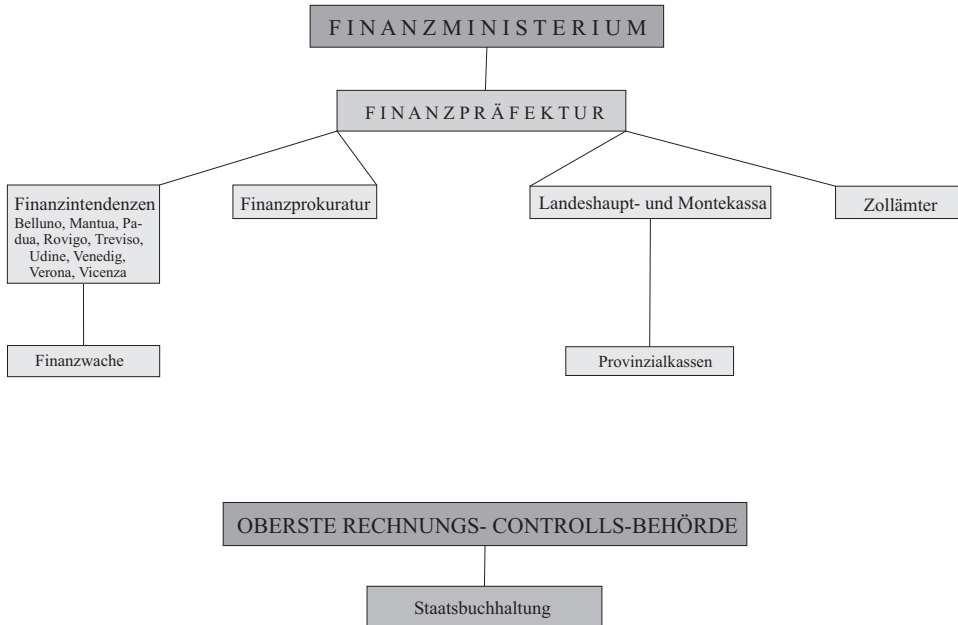 FINANZMINISTERIUM
FINANZPRÄFEKTUR
Finanzintendenzen
Belluno, Mantua, Pa-
dua, Rovigo, Treviso,
Udine, Venedig,
Verona, Vicenza
Finanzprokuratur
Landeshaupt- und Montekassa
Zollämter
Finanzwache
Provinzialkassen
OBERSTE RECHNUNGS- CONTROLLS-BEHÖRDE
Staatsbuchhaltung